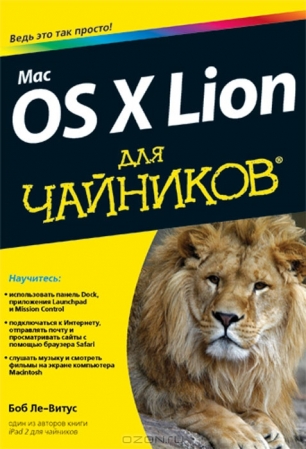 Ведь это так просто!
Mac
OS X Lion
для
ЧАЙНИКОВ®
Научитесь:
• использовать панель Dock,
приложения Launchpad
и Mission Control
• подключаться к Интернету,
отправлять почту и
просматривать сайты с
помощью браузера Safari
• слушать музыку и смотреть
фильмы на экране компьютера
Macintosh
Боб Ле-Витус
один из авторов книги
iPad 2 для чайников
OZON.ru